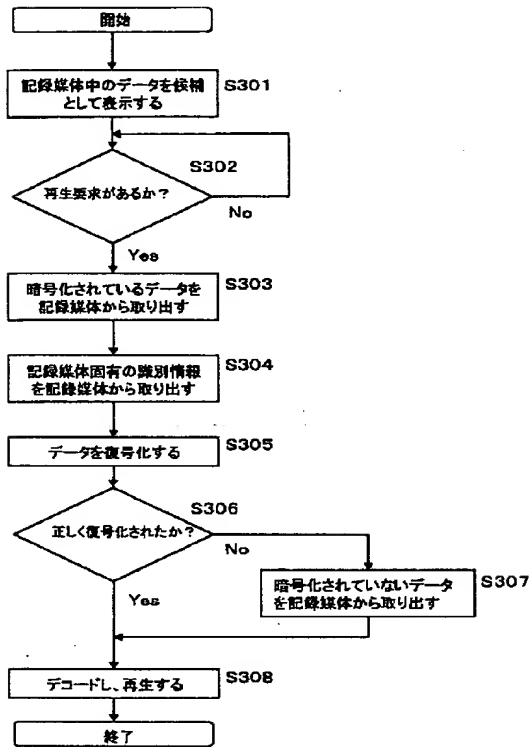 開始
記録媒体中のデータを候補
として表示する
S301
S302
再生要求があるか？
No
Yes
暗号化されているデータを
記録媒体から取り出す
S303
記録媒体固有の識別情報
を記録媒体から取り出す
S304
データを復号化する
S305
S306
正しく復号化されたか？
No
Yes
暗号化されていないデータ
を記録媒体から取り出す
S307
デコードし、再生する
S308
終了